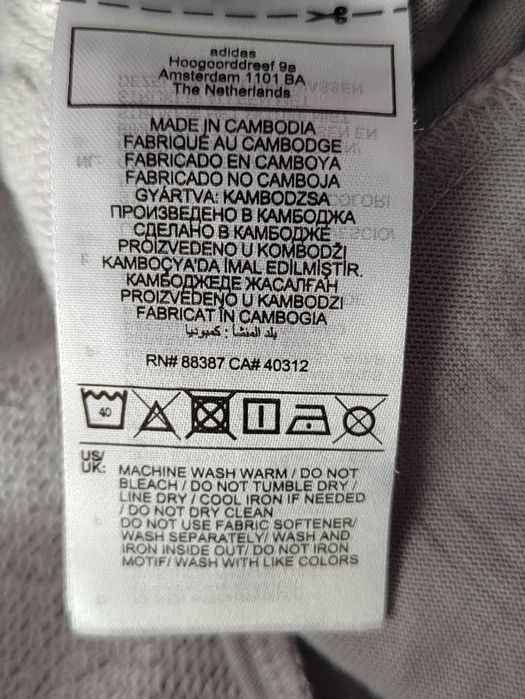 adidas
Hoogoorddreef 9a
Amsterdam 1101 BA
The Netherlands
MADE IN CAMBODIA
FABRIQUÉ AU CAMBODGE
FABRICADO EN CAMBOYA
FABRICADO NO CAMBOJA
GYÁRTVA: KAMBODZSA
ПРОИЗВЕДЕНО В КАМБОДЖА
СДЕЛАНО В КАМБОДЖЕ
PROIZVEDENO U KOMBODŽI
KAMBOÇYA'DA İMAL EDİLMİŞTİR.
КАМБОДЖЕДЕ ЖАСАЛҒАН
PROIZVEDENO U KAMBODZI
FABRICAT ÎN CAMBOGIA
بلد المنشأ : كمبوديا
RN# 88387 CA# 40312
40
US/
UK: MACHINE WASH WARM / DO NOT
BLEACH / DO NOT TUMBLE DRY /
LINE DRY / COOL IRON IF NEEDED
/ DO NOT DRY CLEAN
DO NOT USE FABRIC SOFTENER/
WASH SEPARATELY/ WASH AND
IRON INSIDE OUT/ DO NOT IRON
MOTIF/ WASH WITH LIKE COLORS